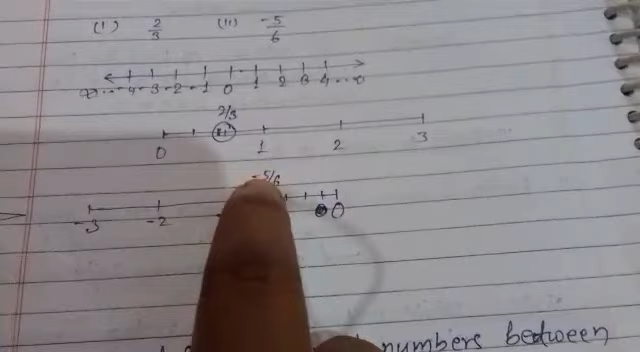 (I) 2/3 (II) -5/6
∞...-4 -3 -2 -1 0 1 2 3 4...∞
2/3
0 1 2 3
-5/6
-3 -2 0
numbers between